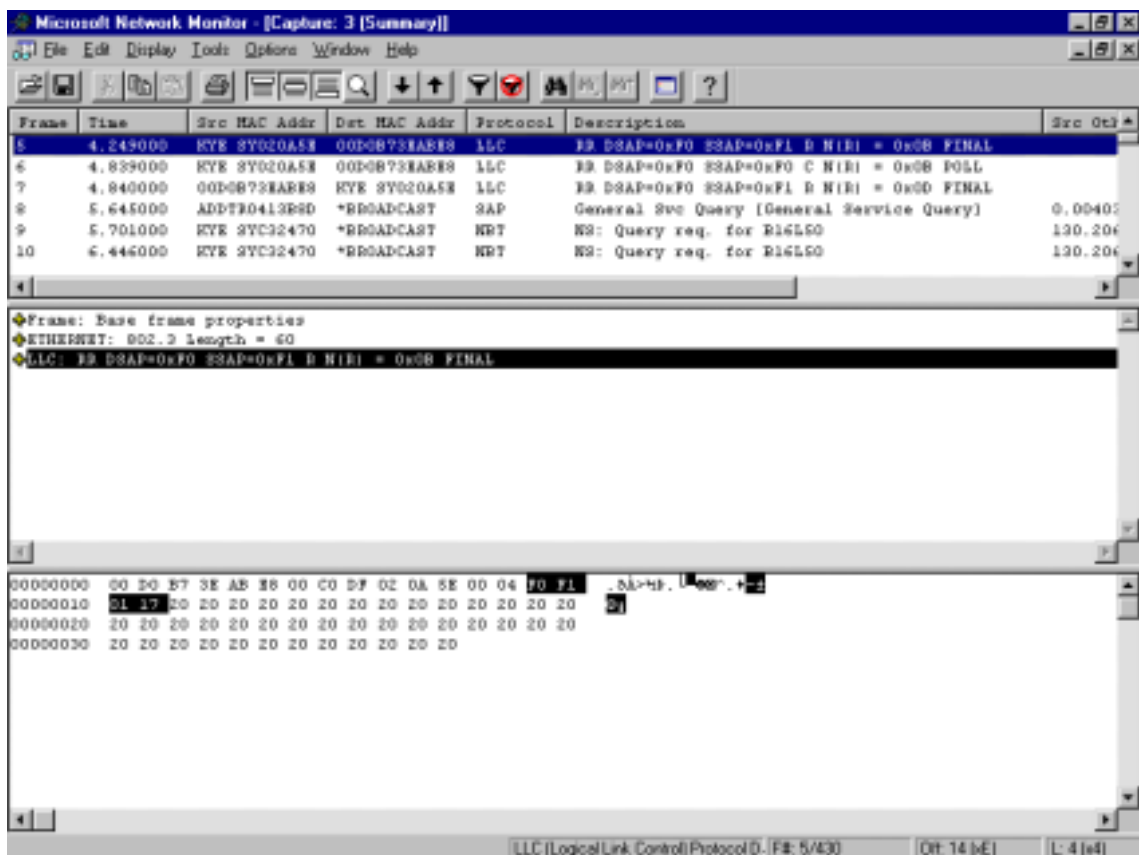 Microsoft Network Monitor - [Capture: 3 (Summary)]
File Edit Display Tools Options Window Help
Frame Time Src MAC Addr Dst MAC Addr Protocol Description
5 4.249000 KYE SY020A5E 00D0B73EABE8 LLC RR DSAP=0xF0 SSAP=0xF1 R N(R) = 0x0B FINAL
6 4.839000 KYE SY020A5E 00D0B73EABE8 LLC RR DSAP=0xF0 SSAP=0xF0 C N(R) = 0x0B POLL
7 4.840000 00D0B73EABE8 KYE SY020A5E LLC RR DSAP=0xF0 SSAP=0xF1 R N(R) = 0x0D FINAL
8 5.645000 ADDTR0413B8D *BROADCAST SAP General Svc Query [General Service Query] 0.0040
9 5.701000 KYE SYC32470 *BROADCAST NBT NS: Query req. for B16L50 130.206
10 6.446000 KYE SYC32470 *BROADCAST NBT NS: Query req. for B16L50 130.206
Frame: Base frame properties
ETHERNET: 802.3 Length = 60
LLC: RR DSAP=0xF0 SSAP=0xF1 R N(R) = 0x0B FINAL
00000000 00 D0 B7 3E AB E8 00 C0 DF 02 0A 5E 00 04 F0 F1
00000010 01 17 20 20 20 20 20 20 20 20 20 20 20 20 20 20
00000020 20 20 20 20 20 20 20 20 20 20 20 20 20 20 20 20
00000030 20 20 20 20 20 20 20 20 20 20 20 20
LLC (Logical Link Control) Protocol D- F#: 5/430 Off: 14 (xE) L: 4 (x4)